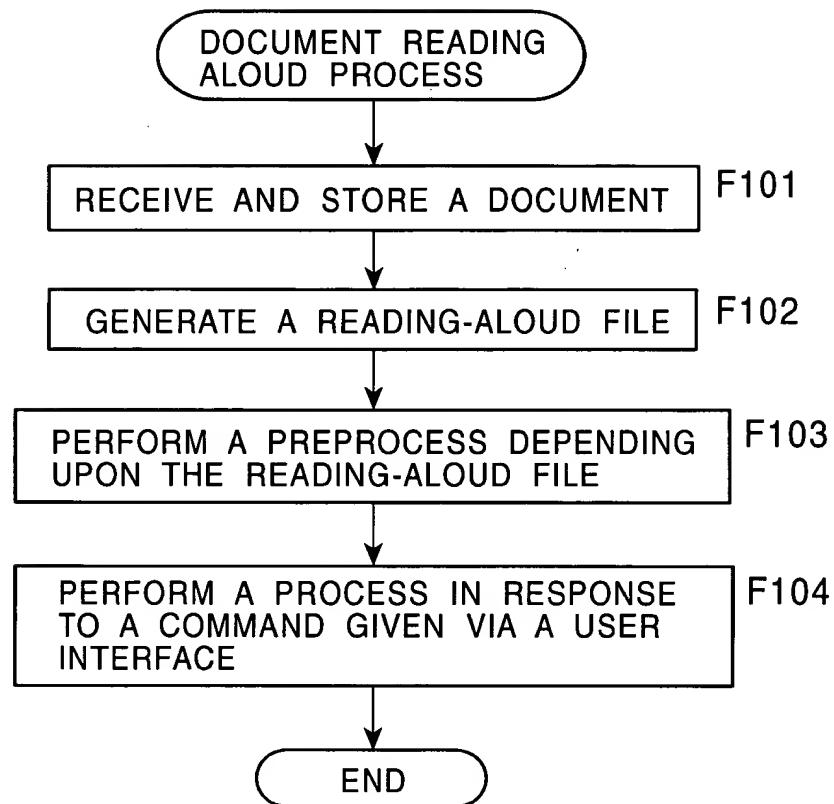 DOCUMENT READING
ALOUD PROCESS
RECEIVE AND STORE A DOCUMENT
F101
GENERATE A READING-ALOUD FILE
F102
PERFORM A PREPROCESS DEPENDING
UPON THE READING-ALOUD FILE
F103
PERFORM A PROCESS IN RESPONSE
TO A COMMAND GIVEN VIA A USER
INTERFACE
F104
END